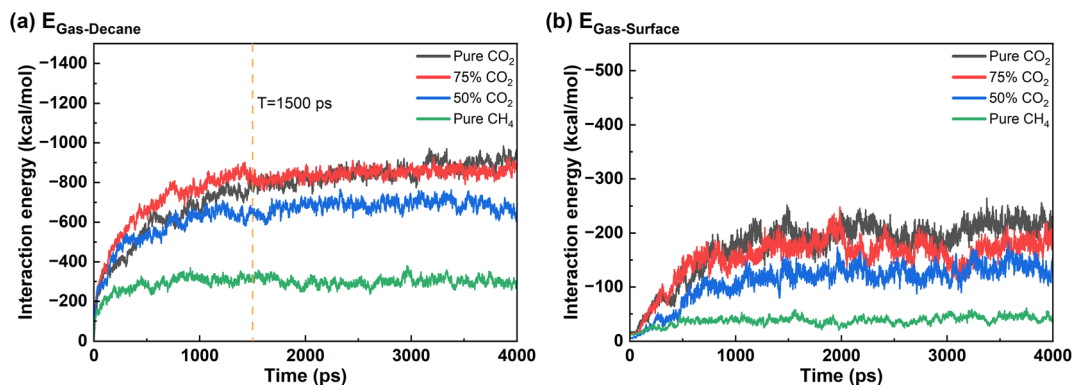 (a) E_Gas-Decane
Interaction energy (kcal/mol)
−1400
−1200
−1000
−800
−600
−400
−200
0
Pure CO₂
75% CO₂
50% CO₂
Pure CH₄
T=1500 ps
0 1000 2000 3000 4000
Time (ps)
(b) E_Gas-Surface
Interaction energy (kcal/mol)
−500
−400
−300
−200
−100
0
Pure CO₂
75% CO₂
50% CO₂
Pure CH₄
0 1000 2000 3000 4000
Time (ps)